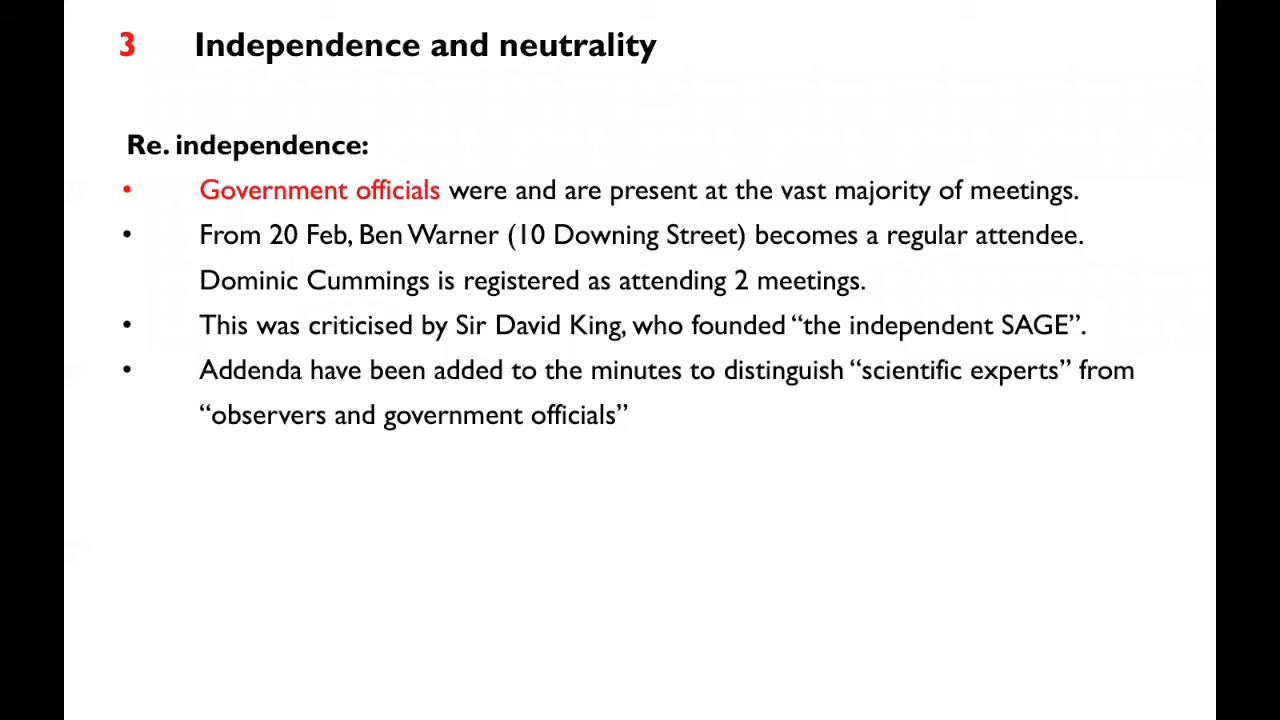 3 Independence and neutrality
Re. independence:
• Government officials were and are present at the vast majority of meetings.
• From 20 Feb, Ben Warner (10 Downing Street) becomes a regular attendee.
Dominic Cummings is registered as attending 2 meetings.
• This was criticised by Sir David King, who founded “the independent SAGE”.
• Addenda have been added to the minutes to distinguish “scientific experts” from
“observers and government officials”